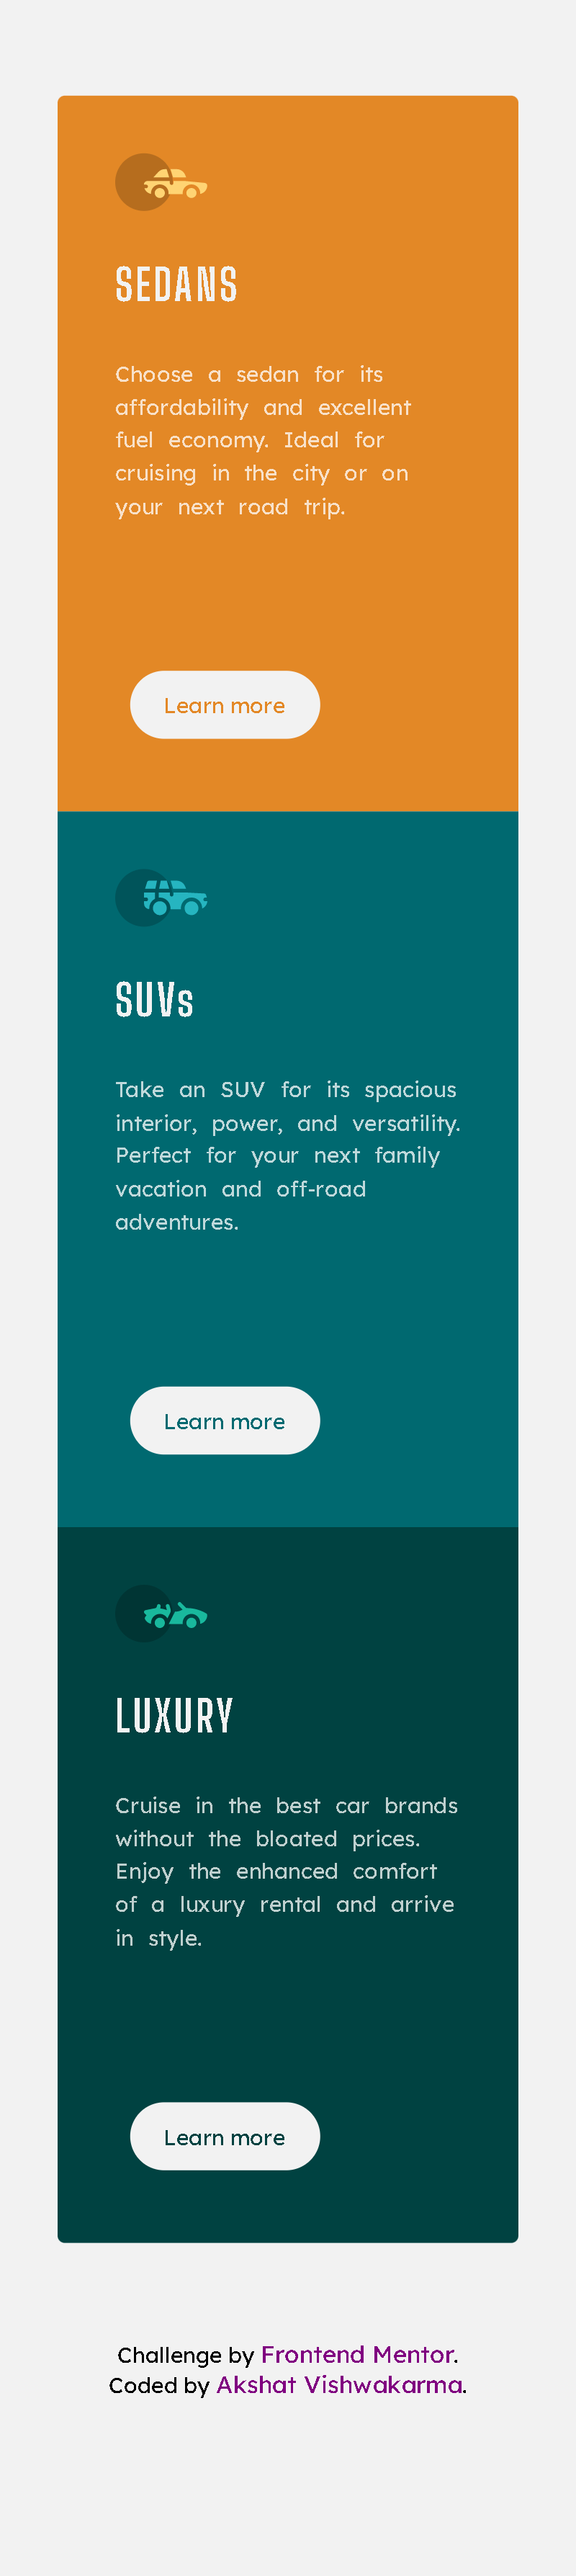 SEDANS
Choose a sedan for its
affordability and excellent
fuel economy. Ideal for
cruising in the city or on
your next road trip.
Learn more
SUVs
Take an SUV for its spacious
interior, power, and versatility.
Perfect for your next family
vacation and off-road
adventures.
Learn more
LUXURY
Cruise in the best car brands
without the bloated prices.
Enjoy the enhanced comfort
of a luxury rental and arrive
in style.
Learn more
Challenge by Frontend Mentor.
Coded by Akshat Vishwakarma.